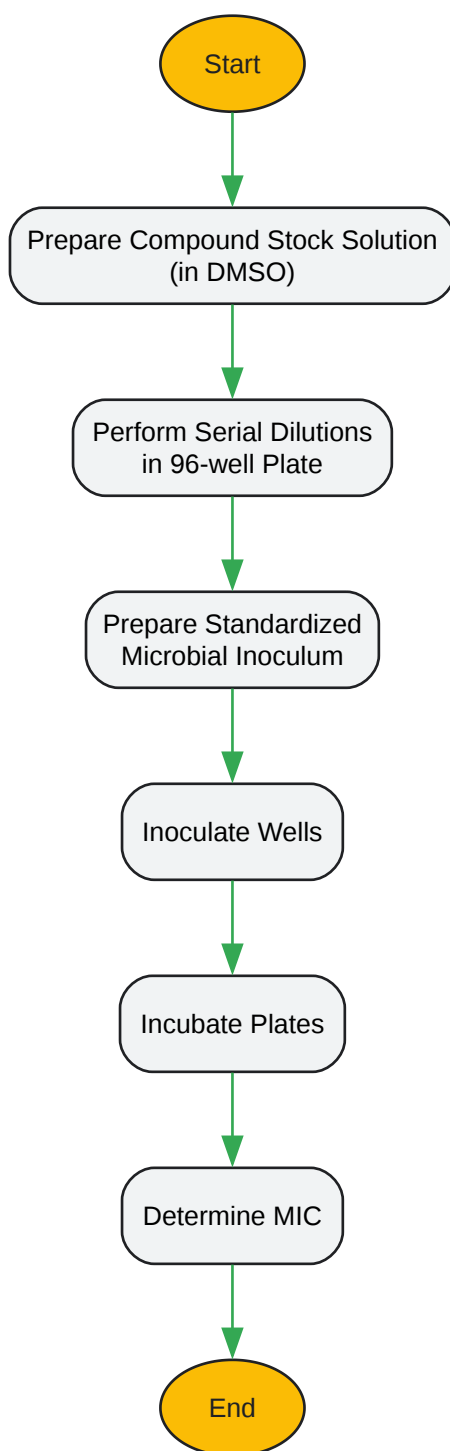 Start
Prepare Compound Stock Solution
(in DMSO)
Perform Serial Dilutions
in 96-well Plate
Prepare Standardized
Microbial Inoculum
Inoculate Wells
Incubate Plates
Determine MIC
End